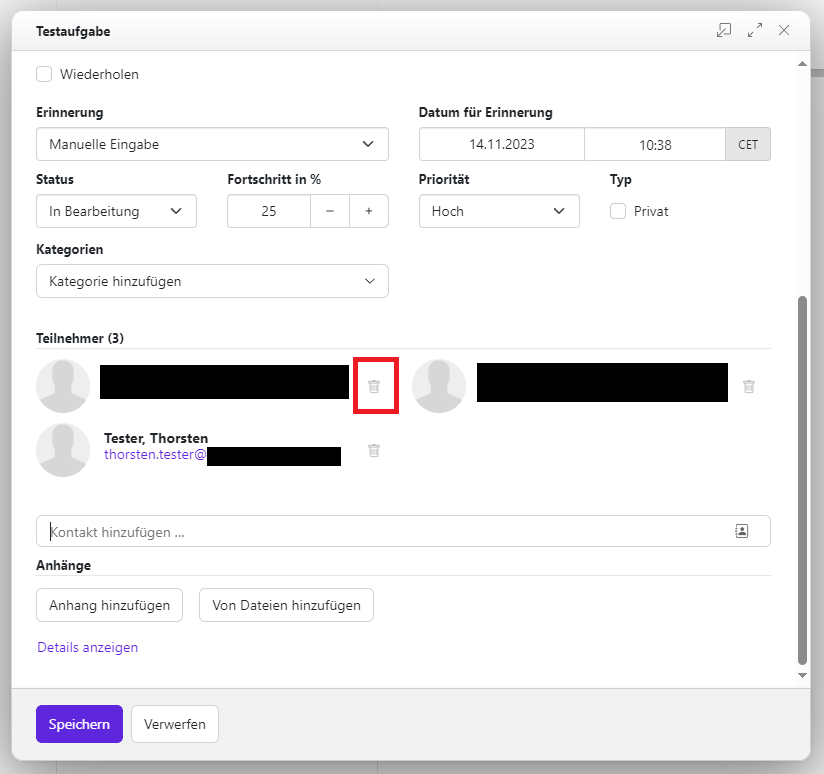 Testaufgabe
Wiederholen
Erinnerung
Datum für Erinnerung
Manuelle Eingabe
14.11.2023
10:38
CET
Status
Fortschritt in %
Priorität
Typ
In Bearbeitung
25
−
+
Hoch
Privat
Kategorien
Kategorie hinzufügen
Teilnehmer (3)
Tester, Thorsten
thorsten.tester@
Kontakt hinzufügen ...
Anhänge
Anhang hinzufügen
Von Dateien hinzufügen
Details anzeigen
Speichern
Verwerfen